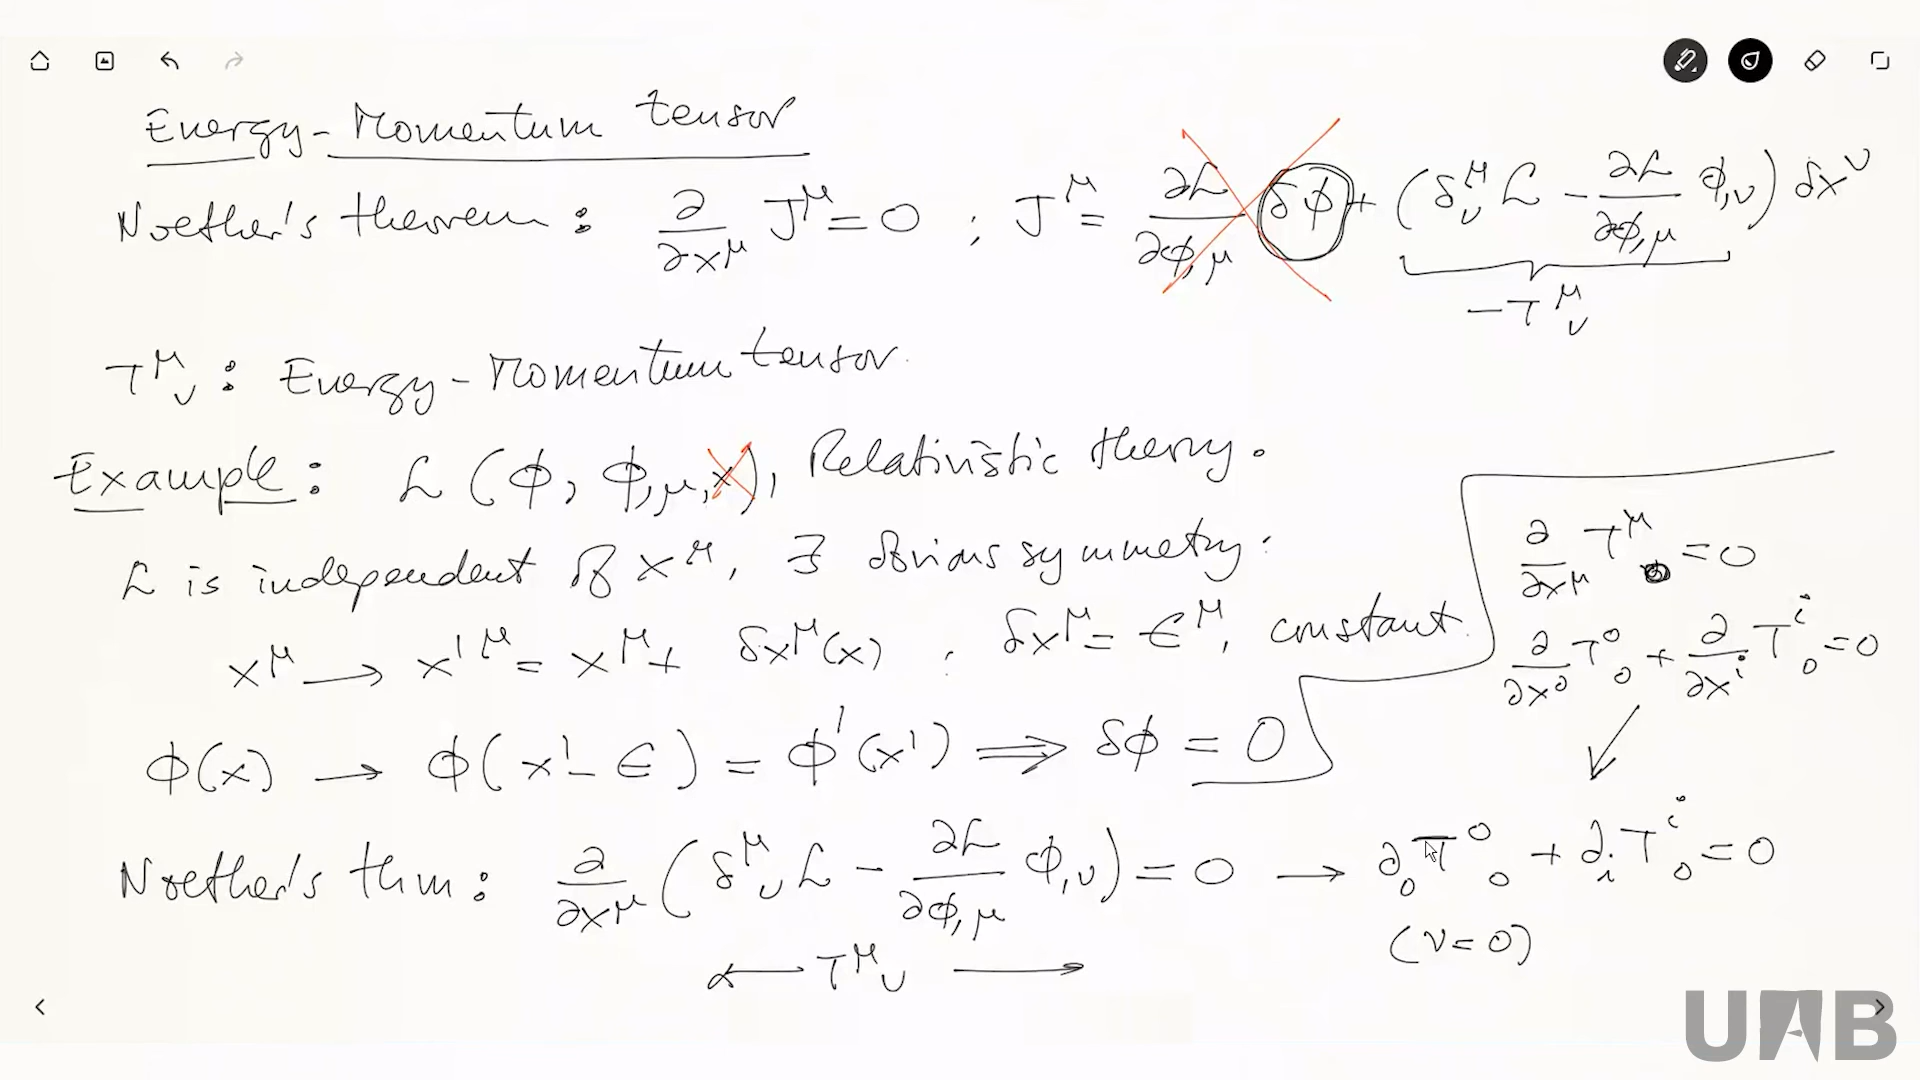 Energy-Momentum tensor
Noether's theorem : ∂/∂x^μ J^μ = 0 ; J^μ = ∂L/∂ϕ,μ δϕ + (δ^μ_ν L − ∂L/∂ϕ,μ ϕ,ν) δx^ν
−T^μ_ν
T^μ_ν : Energy-Momentum tensor.
Example : L (ϕ, ϕ,μ, x), Relativistic theory.
L is independent of x^μ, ∃ obvious symmetry:
x^μ → x'^μ = x^μ + δx^μ(x) , δx^μ = ϵ^μ, constant.
ϕ(x) → ϕ(x' − ϵ) = ϕ'(x') ⇒ δϕ = 0
∂/∂x^μ T^μ_0 = 0
∂/∂x^0 T^0_0 + ∂/∂x^i T^i_0 = 0
Noether's thm : ∂/∂x^μ (δ^μ_ν L − ∂L/∂ϕ,μ ϕ,ν) = 0 → ∂_0 T^0_0 + ∂_i T^i_0 = 0
(ν = 0)
← T^μ_ν →
UAB